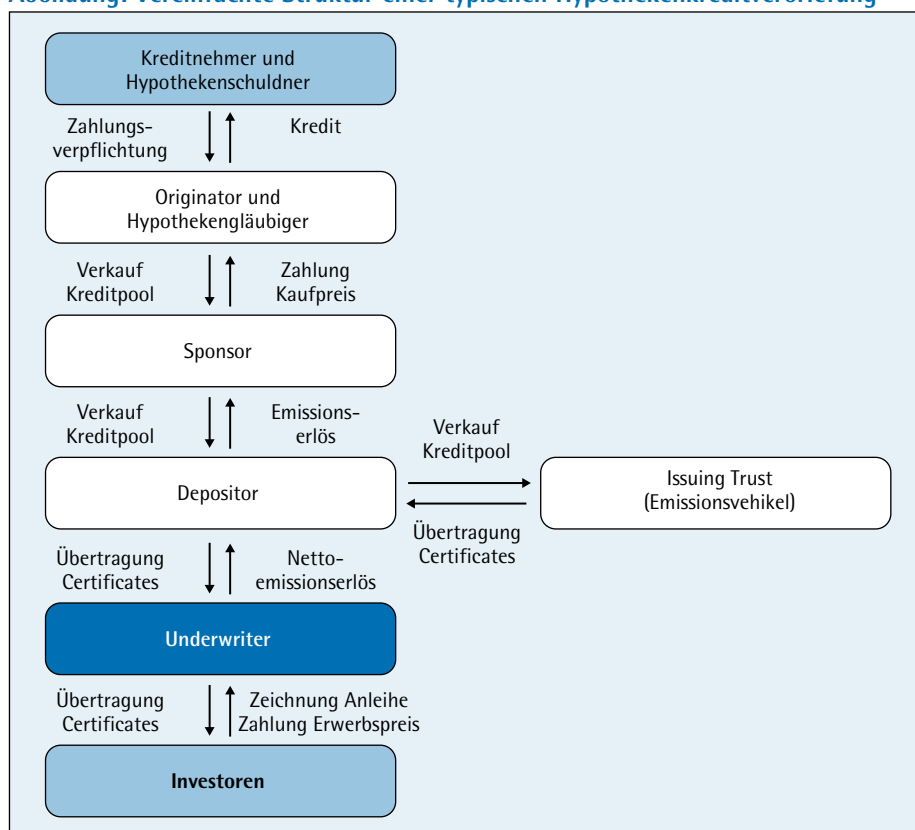 Abbildung: Vereinfachte Struktur einer typischen Hypothekenkreditverbriefung
Kreditnehmer und
Hypothekenschuldner
Zahlungs-
verpflichtung
Kredit
Originator und
Hypothekengläubiger
Verkauf
Kreditpool
Zahlung
Kaufpreis
Sponsor
Verkauf
Kreditpool
Emissions-
erlös
Verkauf
Kreditpool
Depositor
Issuing Trust
(Emissionsvehikel)
Übertragung
Certificates
Übertragung
Certificates
Netto-
emissionserlös
Underwriter
Übertragung
Certificates
Zeichnung Anleihe
Zahlung Erwerbspreis
Investoren